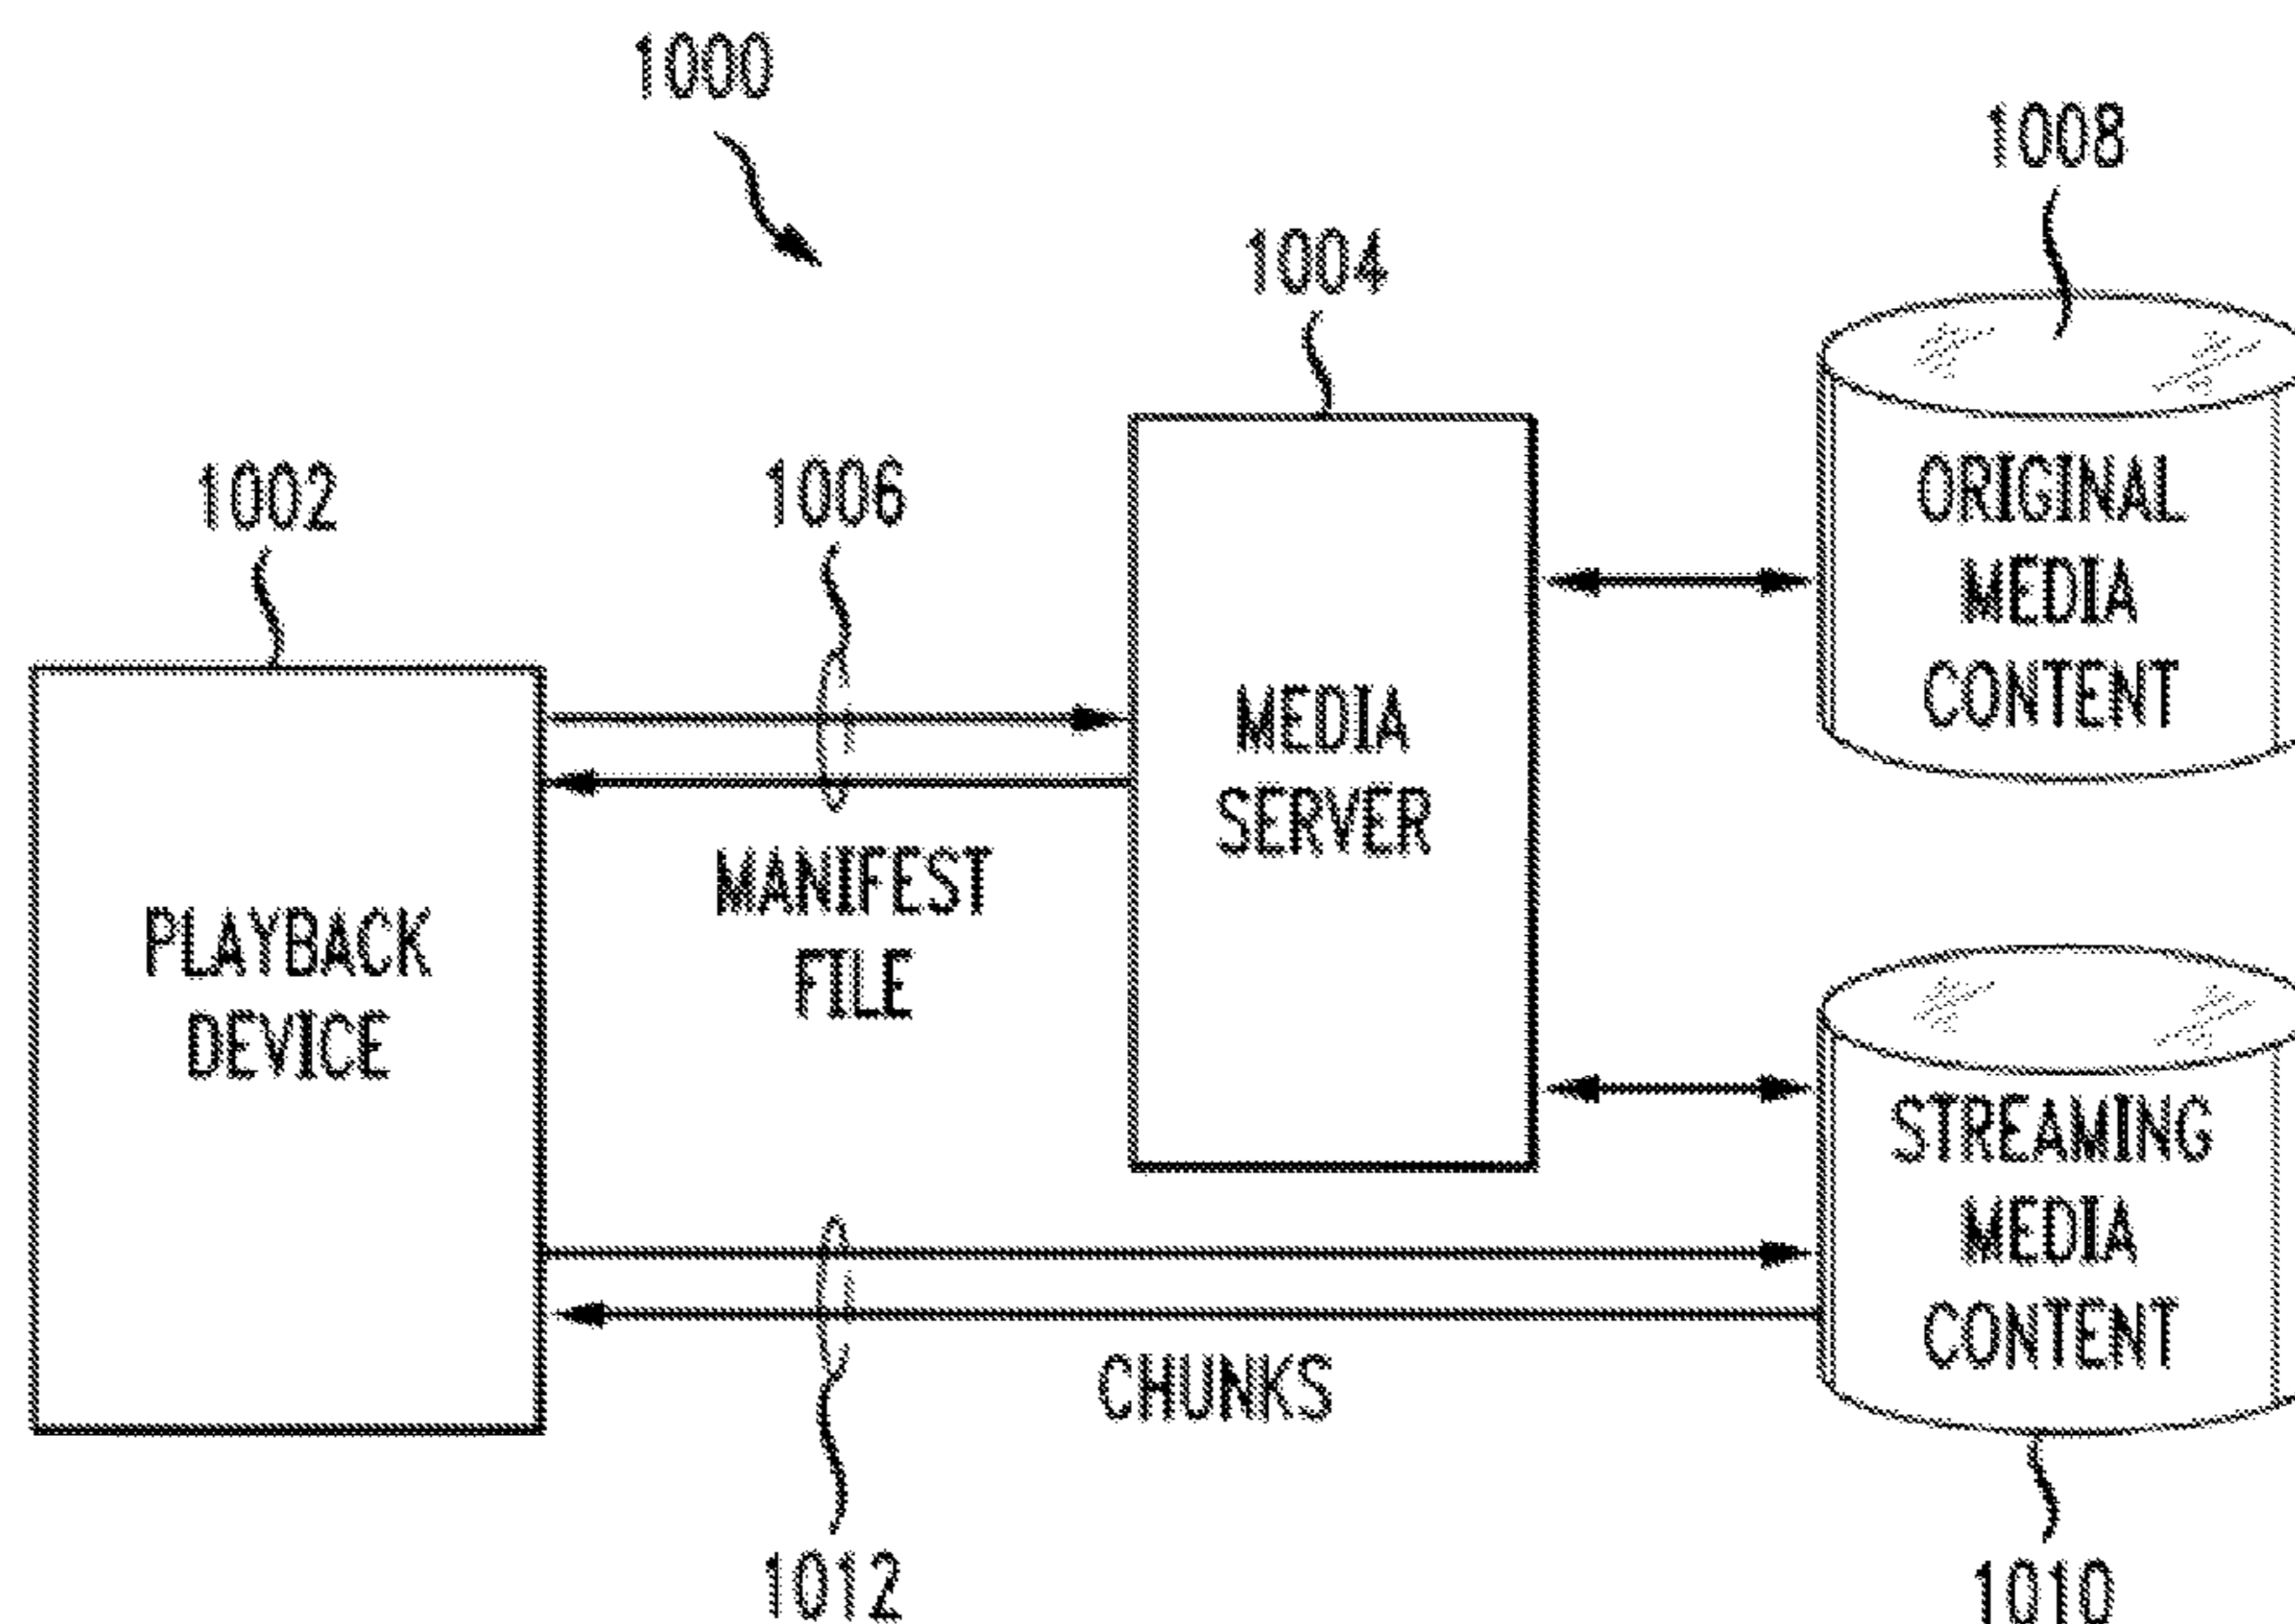 1000
1008
1004
1002
1006
ORIGINAL
MEDIA
CONTENT
MEDIA
SERVER
MANIFEST
FILE
PLAYBACK
DEVICE
STREAMING
MEDIA
CONTENT
CHUNKS
1012
1010